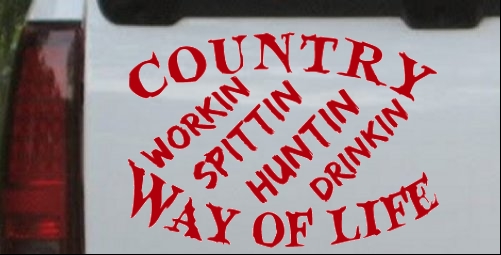 COUNTRY
WORKIN
SPITTIN
HUNTIN
DRINKIN
WAY OF LIFE